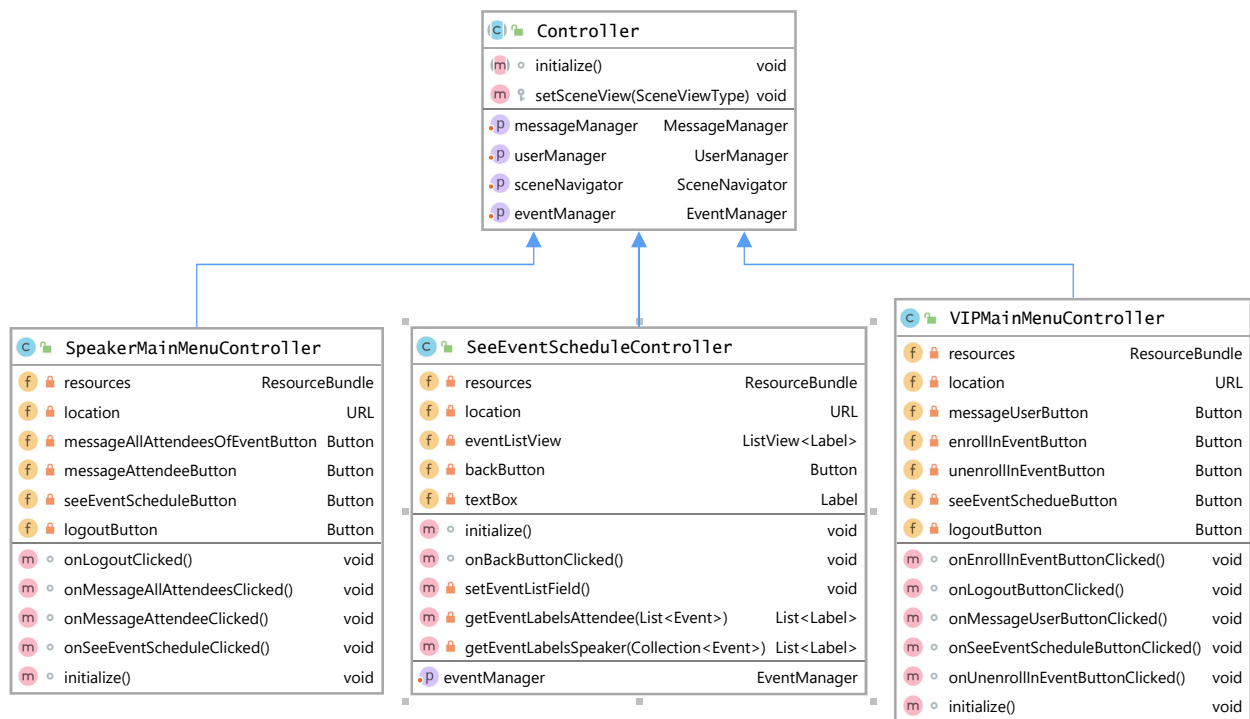 Controller
initialize() void
setSceneView(SceneViewType) void
messageManager MessageManager
userManager UserManager
sceneNavigator SceneNavigator
eventManager EventManager
SpeakerMainMenuController
resources ResourceBundle
location URL
messageAllAttendeesOfEventButton Button
messageAttendeeButton Button
seeEventScheduleButton Button
logoutButton Button
onLogoutClicked() void
onMessageAllAttendeesClicked() void
onMessageAttendeeClicked() void
onSeeEventScheduleClicked() void
initialize() void
SeeEventScheduleController
resources ResourceBundle
location URL
eventListView ListView<Label>
backButton Button
textBox Label
initialize() void
onBackButtonClicked() void
setEventListField() void
getEventLabelsAttendee(List<Event>) List<Label>
getEventLabelsSpeaker(Collection<Event>) List<Label>
eventManager EventManager
VIPMainMenuController
resources ResourceBundle
location URL
messageUserButton Button
enrollInEventButton Button
unenrollInEventButton Button
seeEventSchedueButton Button
logoutButton Button
onEnrollInEventButtonClicked() void
onLogoutButtonClicked() void
onMessageUserButtonClicked() void
onSeeEventScheduleButtonClicked() void
onUnenrollInEventButtonClicked() void
initialize() void